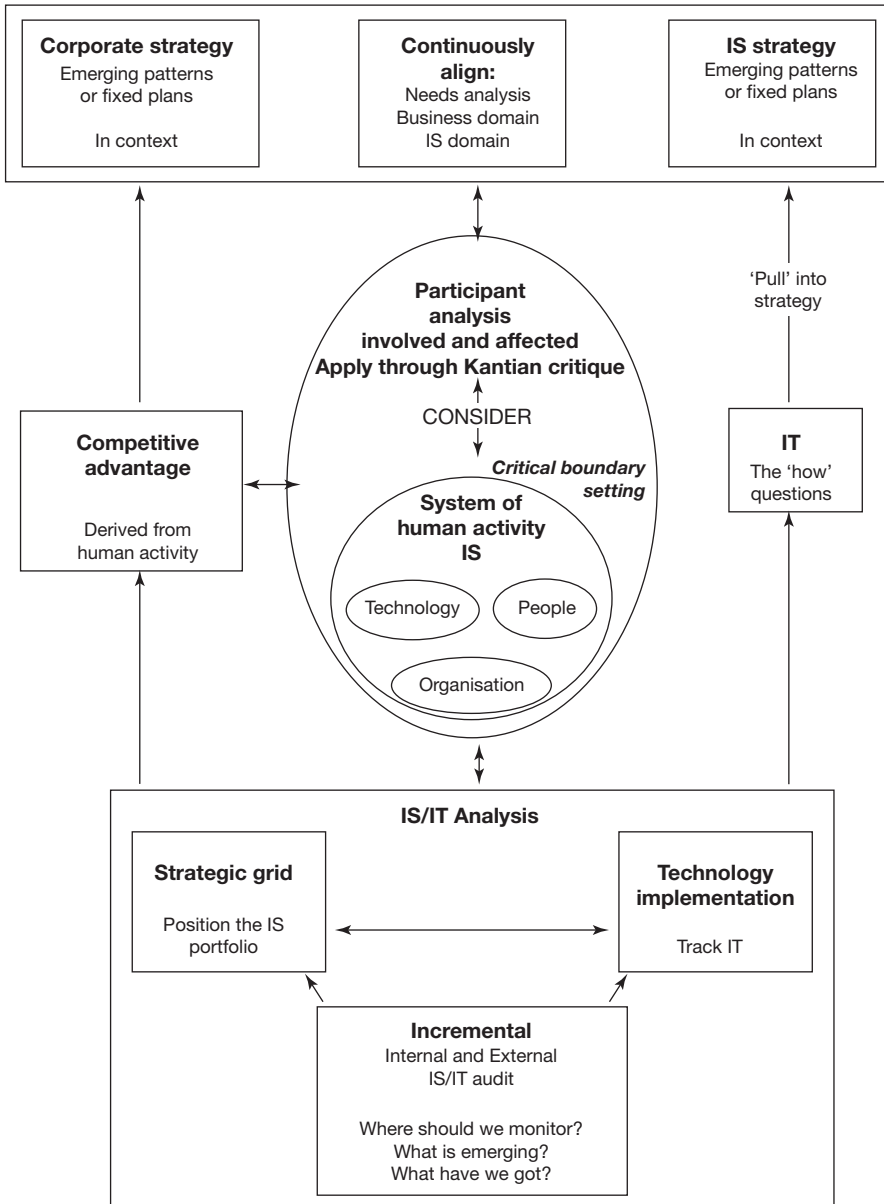 Corporate strategy
Emerging patterns
or fixed plans
In context
Continuously
align:
Needs analysis
Business domain
IS domain
IS strategy
Emerging patterns
or fixed plans
In context
Participant
analysis
involved and affected
Apply through Kantian critique
CONSIDER
Critical boundary
setting
System of
human activity
IS
Technology
People
Organisation
Competitive
advantage
Derived from
human activity
‘Pull’ into
strategy
IT
The ‘how’
questions
IS/IT Analysis
Strategic grid
Position the IS
portfolio
Technology
implementation
Track IT
Incremental
Internal and External
IS/IT audit
Where should we monitor?
What is emerging?
What have we got?